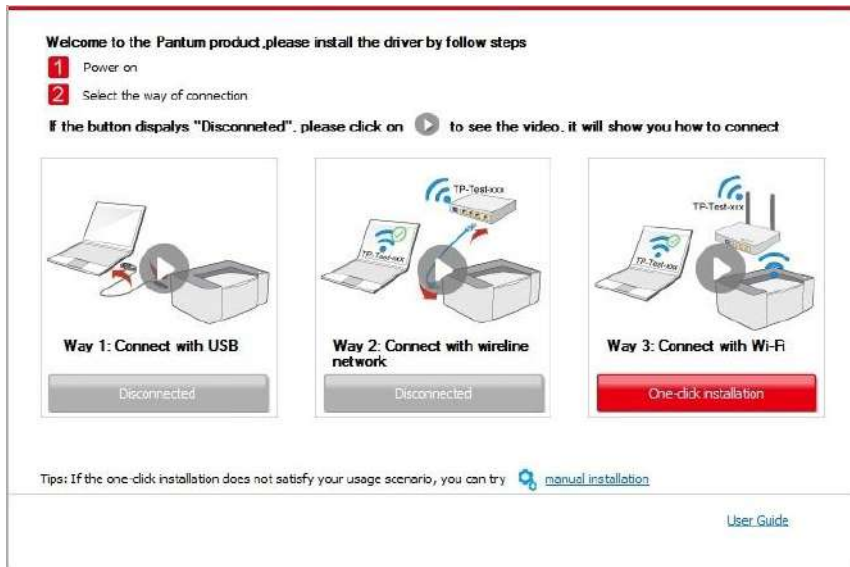 Welcome to the Pantum product,please install the driver by follow steps
1 Power on
2 Select the way of connection
If the button dispalys "Disconneted", please click on to see the video, it will show you how to connect
TP-Test-xxx
TP-Test-xxx
TP-Test-xxx
TP-Test-xxx
Way 1: Connect with USB
Way 2: Connect with wireline
network
Way 3: Connect with Wi-Fi
Disconnected
Disconnected
One-click installation
Tips: If the one-click installation does not satisfy your usage scenario, you can try manual installation
User Guide